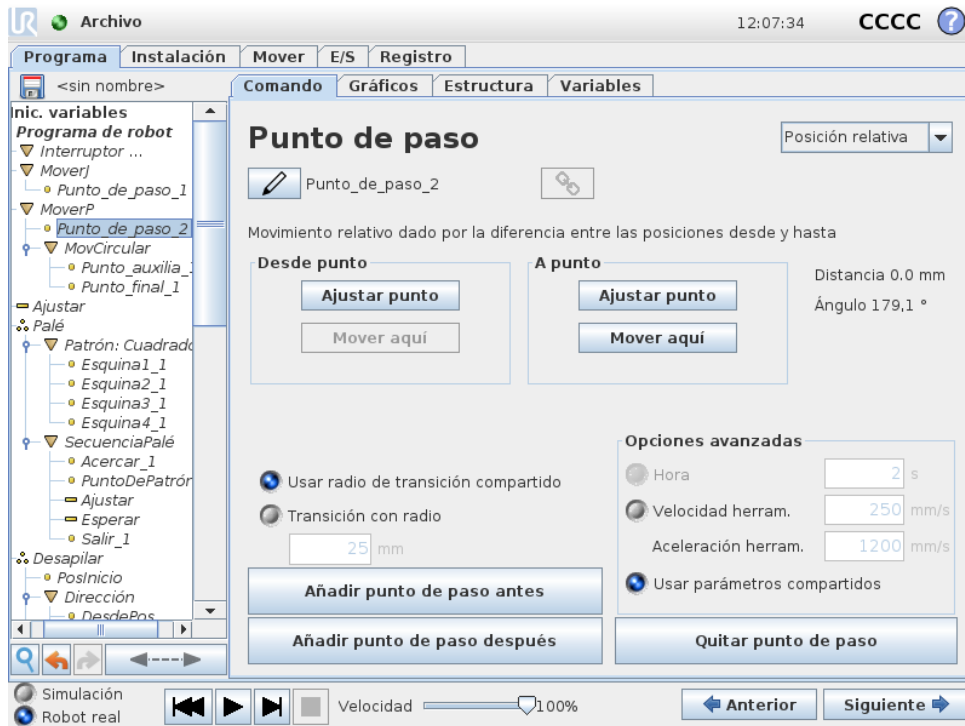 UR Archivo 12:07:34 CCCC ?
Programa Instalación Mover E/S Registro
<sin nombre>
Comando Gráficos Estructura Variables
Inic. variables
Programa de robot
Interruptor ...
MoverJ
Punto_de_paso_1
MoverP
Punto_de_paso_2
MovCircular
Punto_auxilia_
Punto_final_1
Ajustar
Palé
Patrón: Cuadrado
Esquina1_1
Esquina2_1
Esquina3_1
Esquina4_1
SecuenciaPalé
Acercar_1
PuntoDePatrón
Ajustar
Esperar
Salir_1
Desapilar
PosInicio
Dirección
DesdePos
Punto de paso
Posición relativa
Punto_de_paso_2
Movimiento relativo dado por la diferencia entre las posiciones desde y hasta
Desde punto
Ajustar punto
Mover aquí
A punto
Ajustar punto
Mover aquí
Distancia 0.0 mm
Ángulo 179,1 °
Usar radio de transición compartido
Transición con radio
25 mm
Opciones avanzadas
Hora 2 s
Velocidad herram. 250 mm/s
Aceleración herram. 1200 mm/s
Usar parámetros compartidos
Añadir punto de paso antes
Añadir punto de paso después
Quitar punto de paso
Simulación
Robot real
Velocidad 100%
Anterior
Siguiente